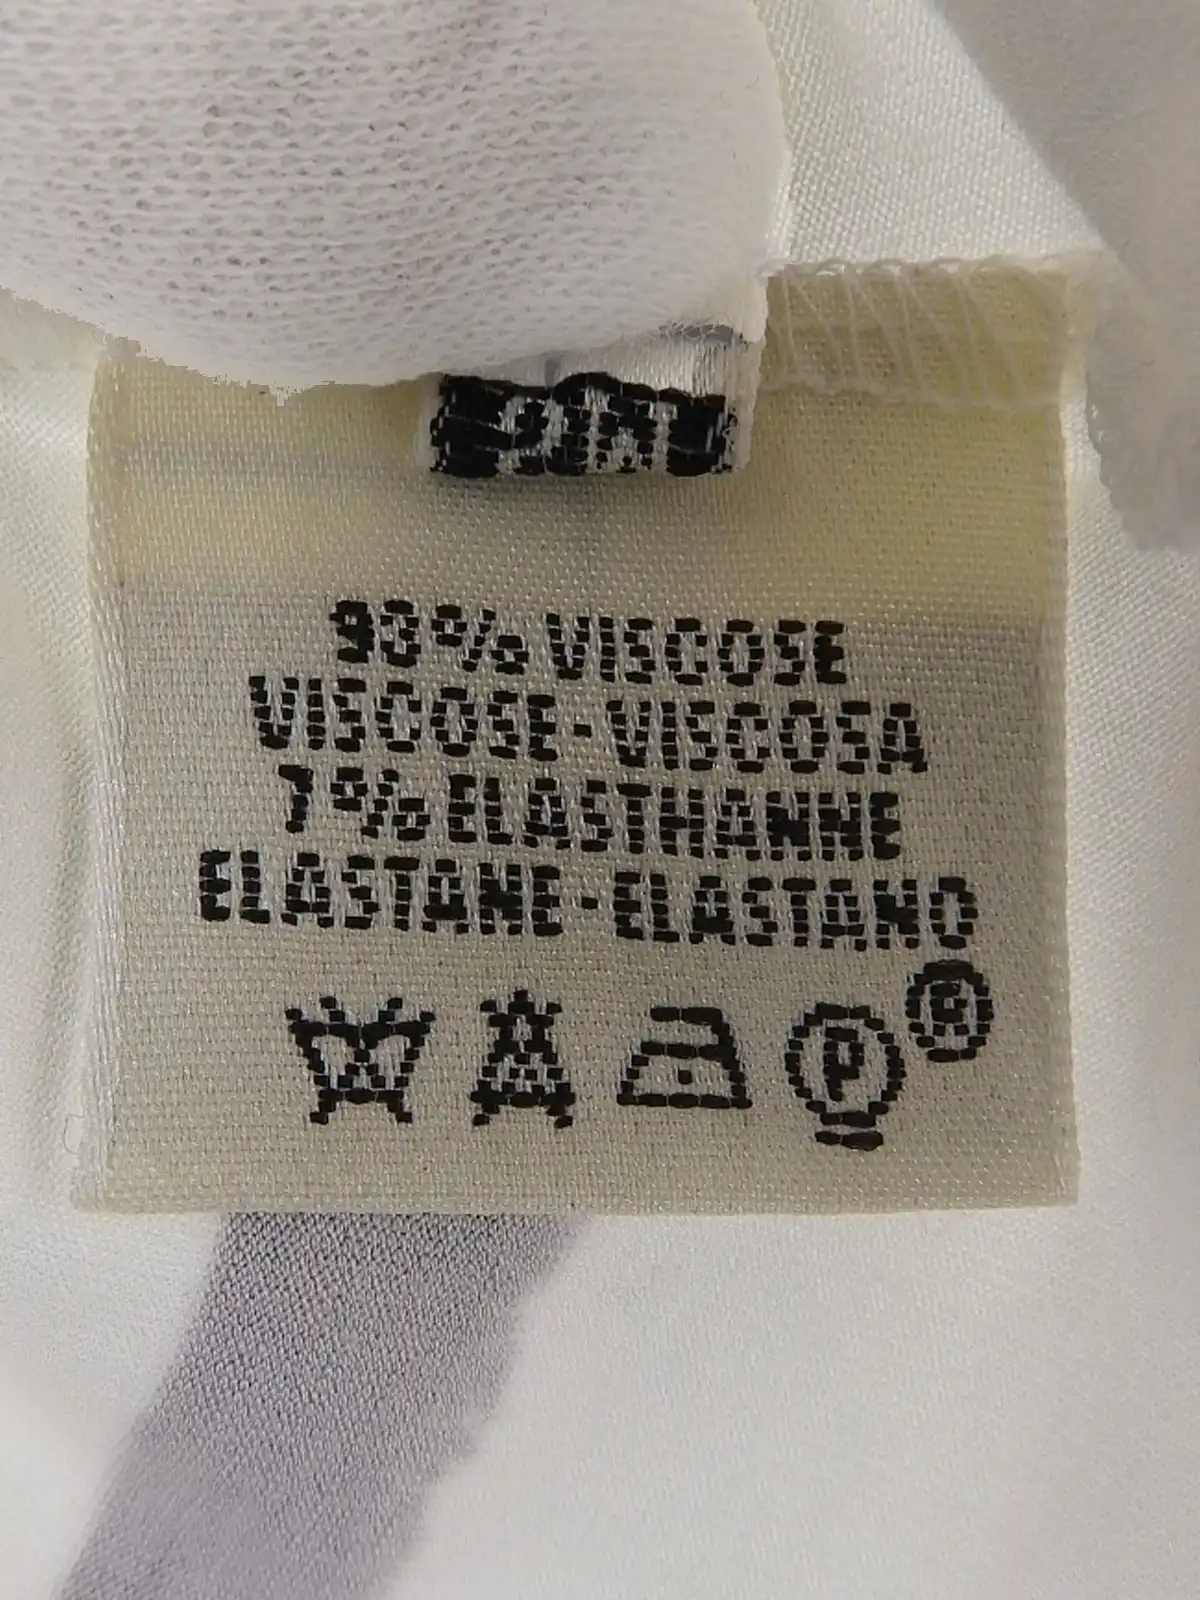 93% VISCOSE
VISCOSE-VISCOSA
7% ELASTHANNE
ELASTANE-ELASTANO
P ®